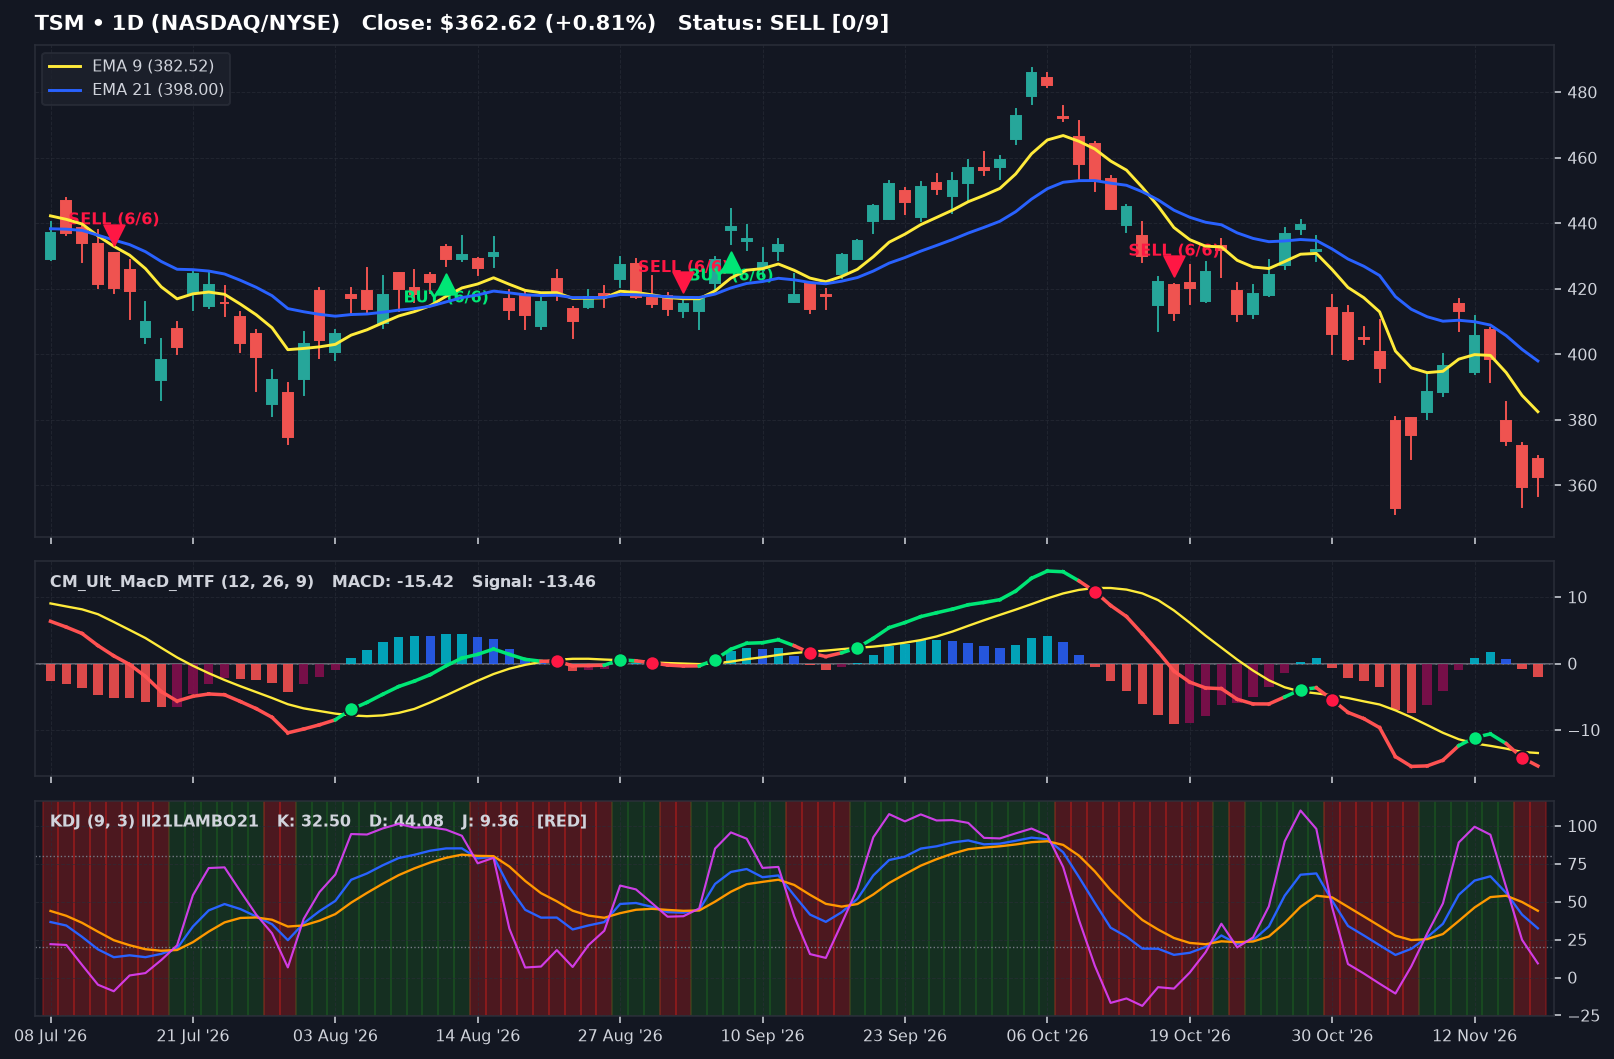 TSM • 1D (NASDAQ/NYSE)   Close: $362.62 (+0.81%)   Status: SELL [0/9]
EMA 9 (382.52)
EMA 21 (398.00)
480
460
440
420
400
380
360
SELL (6/6)
BUY (6/6)
SELL (6/6)
BUY (6/6)
SELL (6/6)
CM_Ult_MacD_MTF (12, 26, 9)   MACD: -15.42   Signal: -13.46
10
0
−10
KDJ (9, 3) II21LAMBO21   K: 32.50   D: 44.08   J: 9.36   [RED]
100
75
50
25
0
−25
08 Jul '26
21 Jul '26
03 Aug '26
14 Aug '26
27 Aug '26
10 Sep '26
23 Sep '26
06 Oct '26
19 Oct '26
30 Oct '26
12 Nov '26